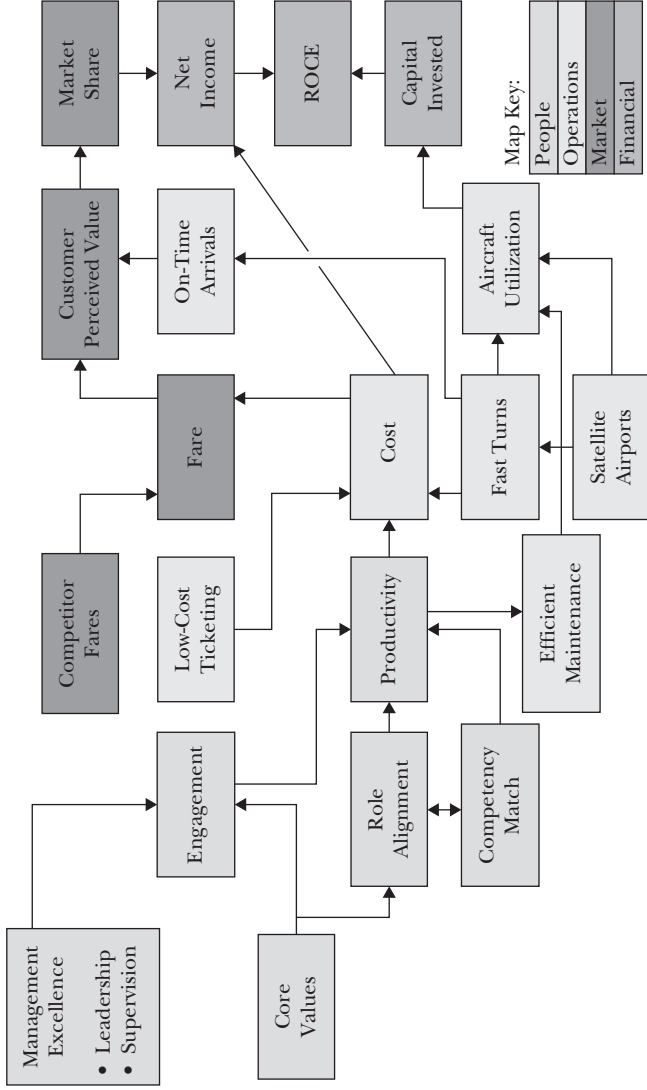 Management
Excellence
• Leadership
• Supervision
Core
Values
Engagement
Role
Alignment
Competency
Match
Competitor
Fares
Low-Cost
Ticketing
Productivity
Efficient
Maintenance
Fare
Cost
Fast Turns
Satellite
Airports
Customer
Perceived Value
On-Time
Arrivals
Aircraft
Utilization
Market
Share
Net
Income
ROCE
Capital
Invested
Map Key:
People
Operations
Market
Financial